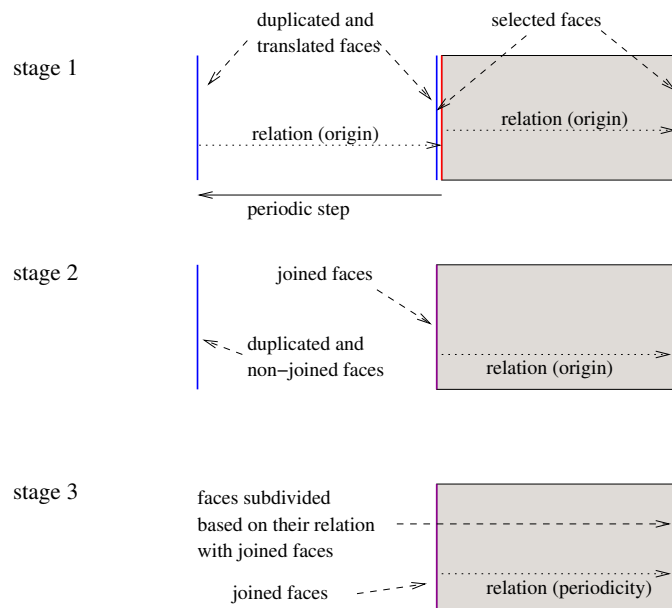 duplicated and
translated faces
selected faces
stage 1
relation (origin)
relation (origin)
periodic step
stage 2
joined faces
duplicated and
non−joined faces
relation (origin)
stage 3
faces subdivided
based on their relation
with joined faces
joined faces
relation (periodicity)